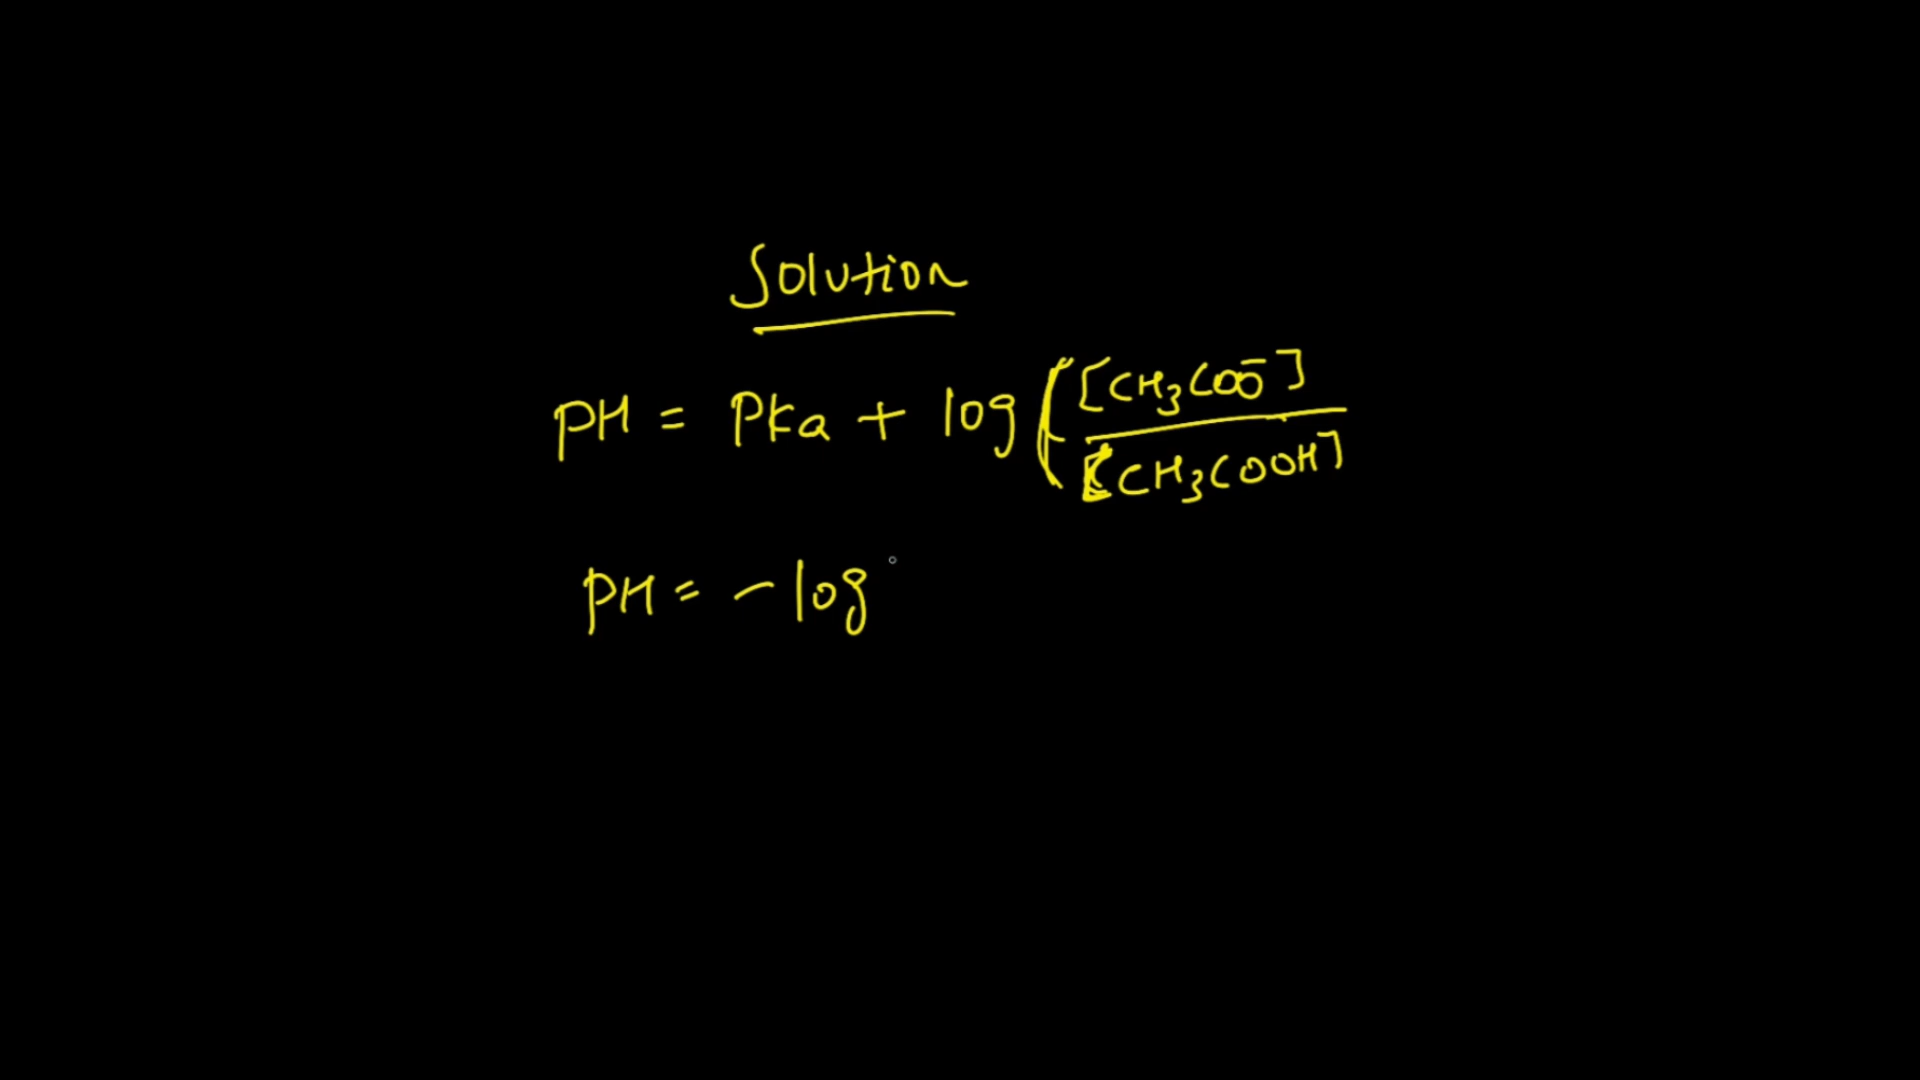 Solution
PH = PKa + log ( [CH₃COO⁻] / [CH₃COOH]
PH = - log